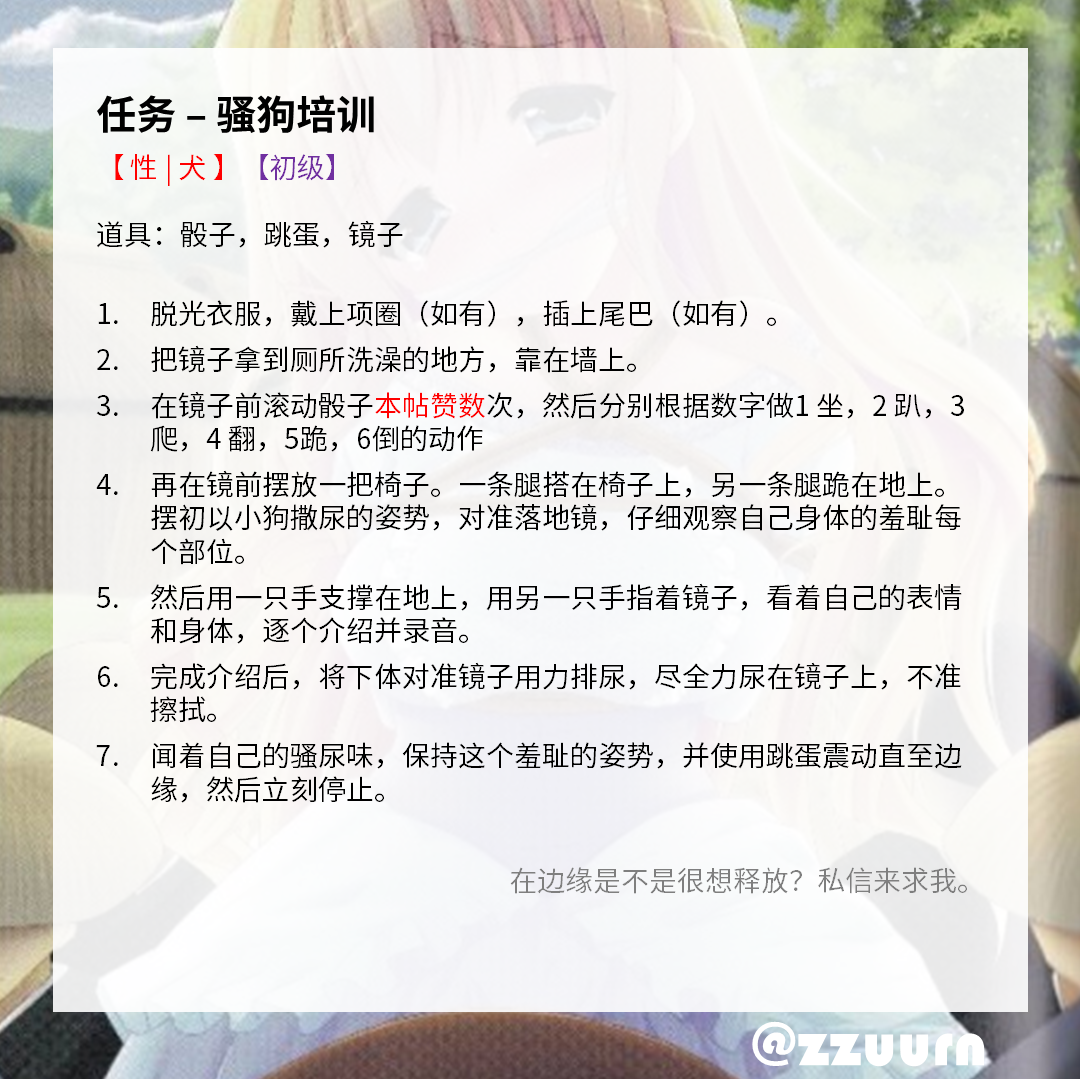 任务 – 骚狗培训
【性 | 犬】 【初级】
道具：骰子，跳蛋，镜子
1. 脱光衣服，戴上项圈（如有），插上尾巴（如有）。
2. 把镜子拿到厕所洗澡的地方，靠在墙上。
3. 在镜子前滚动骰子本帖赞数次，然后分别根据数字做1 坐，2 趴，3
爬，4 翻，5跪，6倒的动作
4. 再在镜前摆放一把椅子。一条腿搭在椅子上，另一条腿跪在地上。
摆初以小狗撒尿的姿势，对准落地镜，仔细观察自己身体的羞耻每
个部位。
5. 然后用一只手支撑在地上，用另一只手指着镜子，看着自己的表情
和身体，逐个介绍并录音。
6. 完成介绍后，将下体对准镜子用力排尿，尽全力尿在镜子上，不准
擦拭。
7. 闻着自己的骚尿味，保持这个羞耻的姿势，并使用跳蛋震动直至边
缘，然后立刻停止。
在边缘是不是很想释放？私信来求我。
@zzuurn